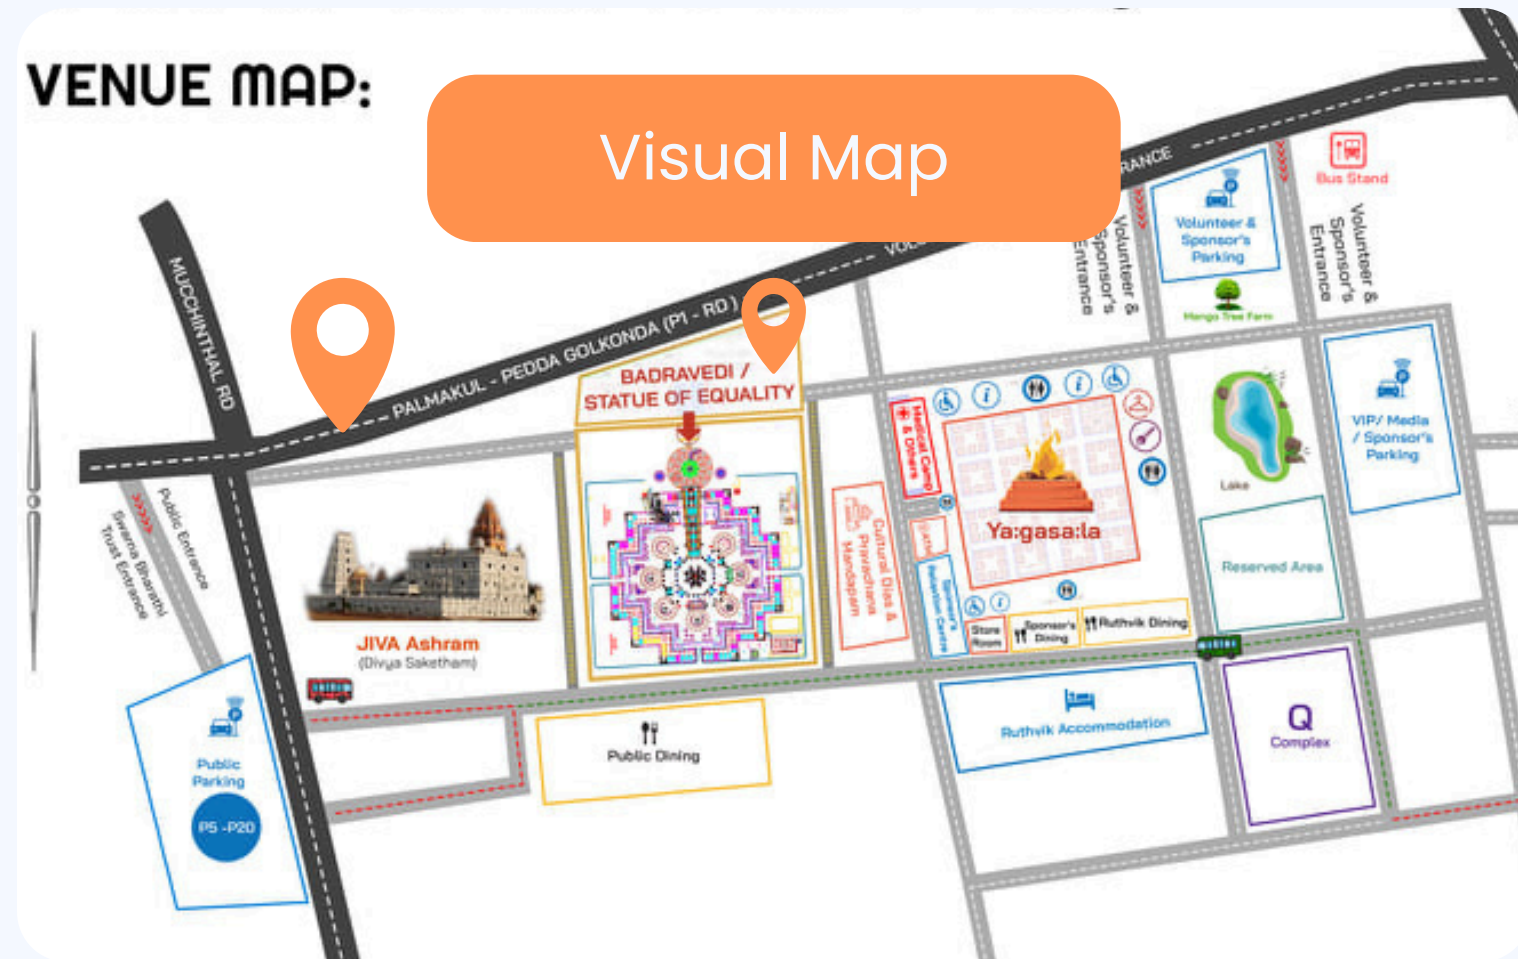 VENUE MAP:
Visual Map
RANCE
Bus Stand
Volunteer &
Sponsor's
Parking
Volunteer &
Sponsor's
Entrance
Volunteer &
Sponsor's
Entrance
Mango Tree Farm
MUCCHINTHAL RD
PALMAKUL - PEDDA GOLKONDA (P1 - RD)
BADRAVEDI /
STATUE OF EQUALITY
Medical Camp
& Others
i
i
VIP/ Media
/ Sponsor's
Parking
Lake
Ya:gasa:la
Public Entrance
Swarna Bharathi
Trust Entrance
Cultural Dias &
Pravachana
Mandapam
Reserved Area
i
Store
Room
Sponsor's
Dining
Ruthvik Dining
JIVA Ashram
(Divya Saketham)
Public
Parking
P5 -P20
Public Dining
Ruthvik Accommodation
Q
Complex